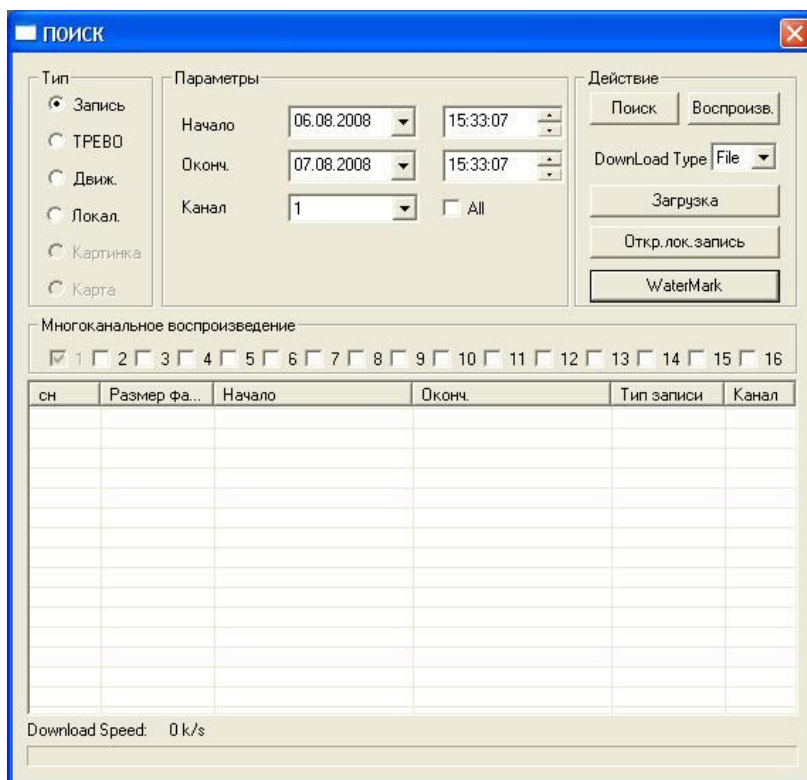 ПОИСК
Тип
Запись
ТРЕВО
Движ.
Локал.
Картинка
Карта
Параметры
Начало 06.08.2008 15:33:07
Оконч. 07.08.2008 15:33:07
Канал 1 All
Действие
Поиск Воспроизв.
DownLoad Type File
Загрузка
Откр.лок.запись
WaterMark
Многоканальное воспроизведение
1 2 3 4 5 6 7 8 9 10 11 12 13 14 15 16
сн Размер фа... Начало Оконч. Тип записи Канал
Download Speed: 0 k/s